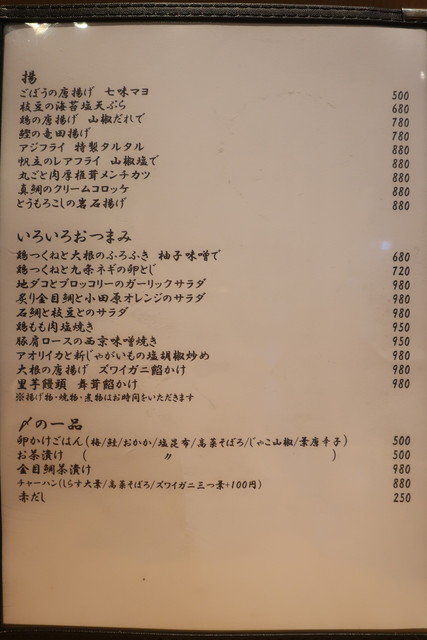 揚
ごぼうの唐揚げ 七味マヨ 500
枝豆の海苔塩天ぷら 680
鶏の唐揚げ 山椒だれで 780
鰹の竜田揚げ 780
アジフライ 特製タルタル 880
帆立のレアフライ 山椒塩で 880
丸ごと肉厚椎茸メンチカツ 880
真鯛のクリームコロッケ 880
とうもろこしの岩石揚げ 880
いろいろおつまみ
鶏つくねと大根のふろふき 柚子味噌で 680
鶏つくねと九条ネギの卵とじ 720
地ダコとブロッコリーのガーリックサラダ 980
炙り金目鯛と小田原オレンジのサラダ 980
石鯛と枝豆とのサラダ 980
鶏もも肉塩焼き 950
豚肩ロースの西京味噌焼き 950
アオリイカと新じゃがいもの塩胡椒炒め 980
大根の唐揚げ ズワイガニ餡かけ 980
里芋饅頭 舞茸餡かけ 980
※揚げ物・焼物・煮物はお時間をいただきます
〆の一品
卵かけごはん(梅/鮭/おかか/塩昆布/高菜そぼろ/じゃこ山椒/葉唐辛子) 500
お茶漬け ( 〃 ) 500
金目鯛茶漬け 980
チャーハン(しらす大葉/高菜そぼろ/ズワイガニ三つ葉+100円) 880
赤だし 250